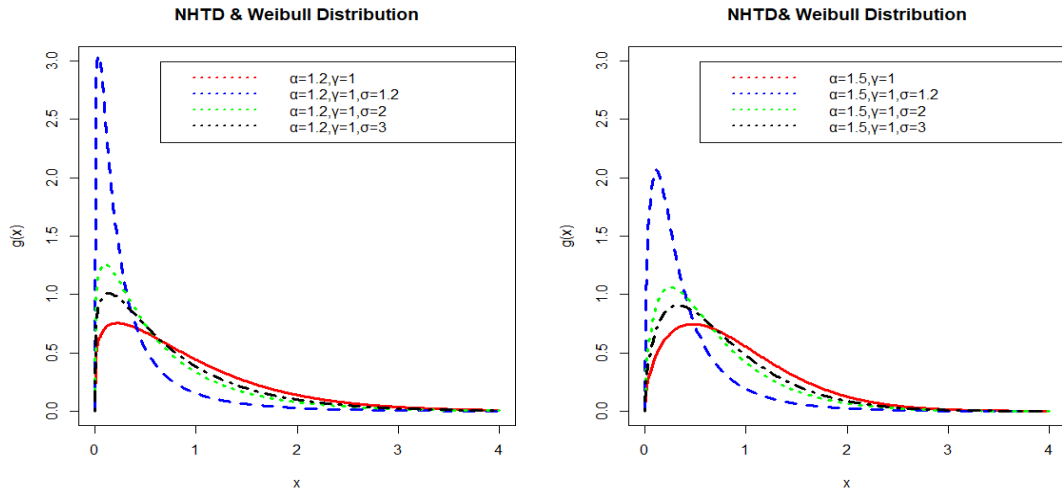 NHTD & Weibull Distribution
g(x)
3.0
2.5
2.0
1.5
1.0
0.5
0.0
α=1.2,γ=1
α=1.2,γ=1,σ=1.2
α=1.2,γ=1,σ=2
α=1.2,γ=1,σ=3
0 1 2 3 4
x
NHTD& Weibull Distribution
g(x)
3.0
2.5
2.0
1.5
1.0
0.5
0.0
α=1.5,γ=1
α=1.5,γ=1,σ=1.2
α=1.5,γ=1,σ=2
α=1.5,γ=1,σ=3
0 1 2 3 4
x